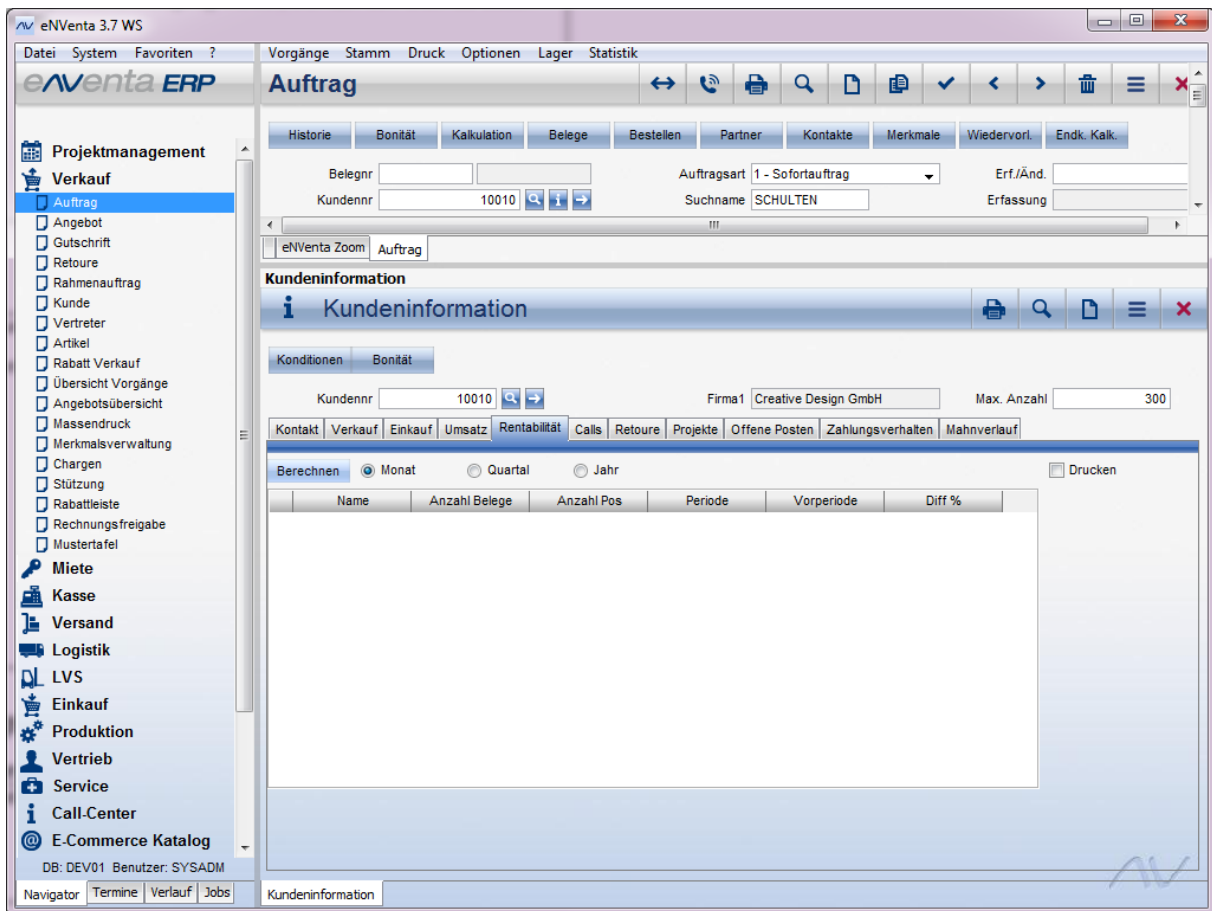 eNVenta 3.7 WS
Datei System Favoriten ?
eNVenta ERP
Projektmanagement
Verkauf
Auftrag
Angebot
Gutschrift
Retoure
Rahmenauftrag
Kunde
Vertreter
Artikel
Rabatt Verkauf
Übersicht Vorgänge
Angebotsübersicht
Massendruck
Merkmalsverwaltung
Chargen
Stützung
Rabattleiste
Rechnungsfreigabe
Mustertafel
Miete
Kasse
Versand
Logistik
LVS
Einkauf
Produktion
Vertrieb
Service
Call-Center
E-Commerce Katalog
DB: DEV01 Benutzer: SYSADM
Navigator Termine Verlauf Jobs
Vorgänge Stamm Druck Optionen Lager Statistik
Auftrag
Historie Bonität Kalkulation Belege Bestellen Partner Kontakte Merkmale Wiedervorl. Endk. Kalk.
Belegnr Auftragsart 1 - Sofortauftrag Erf./Änd.
Kundennr 10010 Suchname SCHULTEN Erfassung
eNVenta Zoom Auftrag
Kundeninformation
Kundeninformation
Konditionen Bonität
Kundennr 10010 Firma1 Creative Design GmbH Max. Anzahl 300
Kontakt Verkauf Einkauf Umsatz Rentabilität Calls Retoure Projekte Offene Posten Zahlungsverhalten Mahnverlauf
Berechnen Monat Quartal Jahr Drucken
Name Anzahl Belege Anzahl Pos Periode Vorperiode Diff %
Kundeninformation